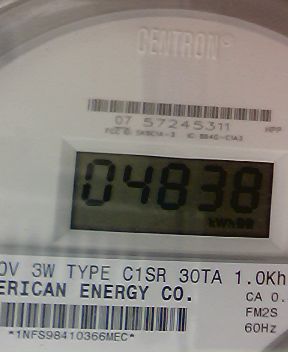 CENTRON®
07 57245311
04838
0V 3W TYPE C1SR 30TA 1.0Kh
ERICAN ENERGY CO.
CA 0.
FM2S
60Hz
*1NFS98410366MEC*